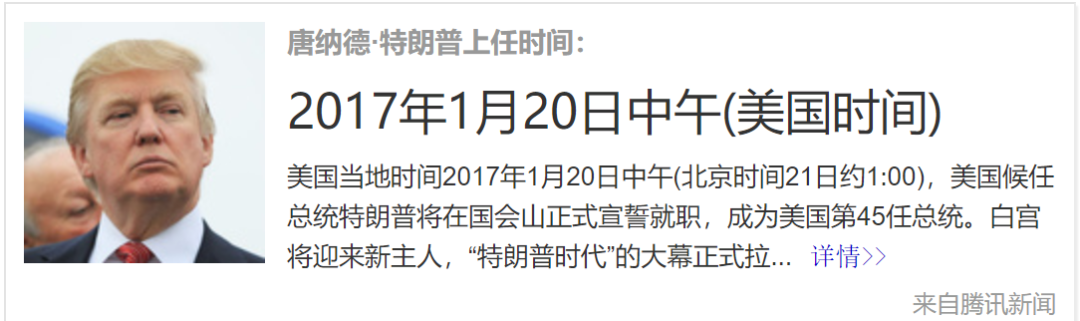 唐纳德·特朗普上任时间：
2017年1月20日中午(美国时间)
美国当地时间2017年1月20日中午(北京时间21日约1:00)，美国候任
总统特朗普将在国会山正式宣誓就职，成为美国第45任总统。白宫
将迎来新主人，“特朗普时代”的大幕正式拉... 详情>>
来自腾讯新闻